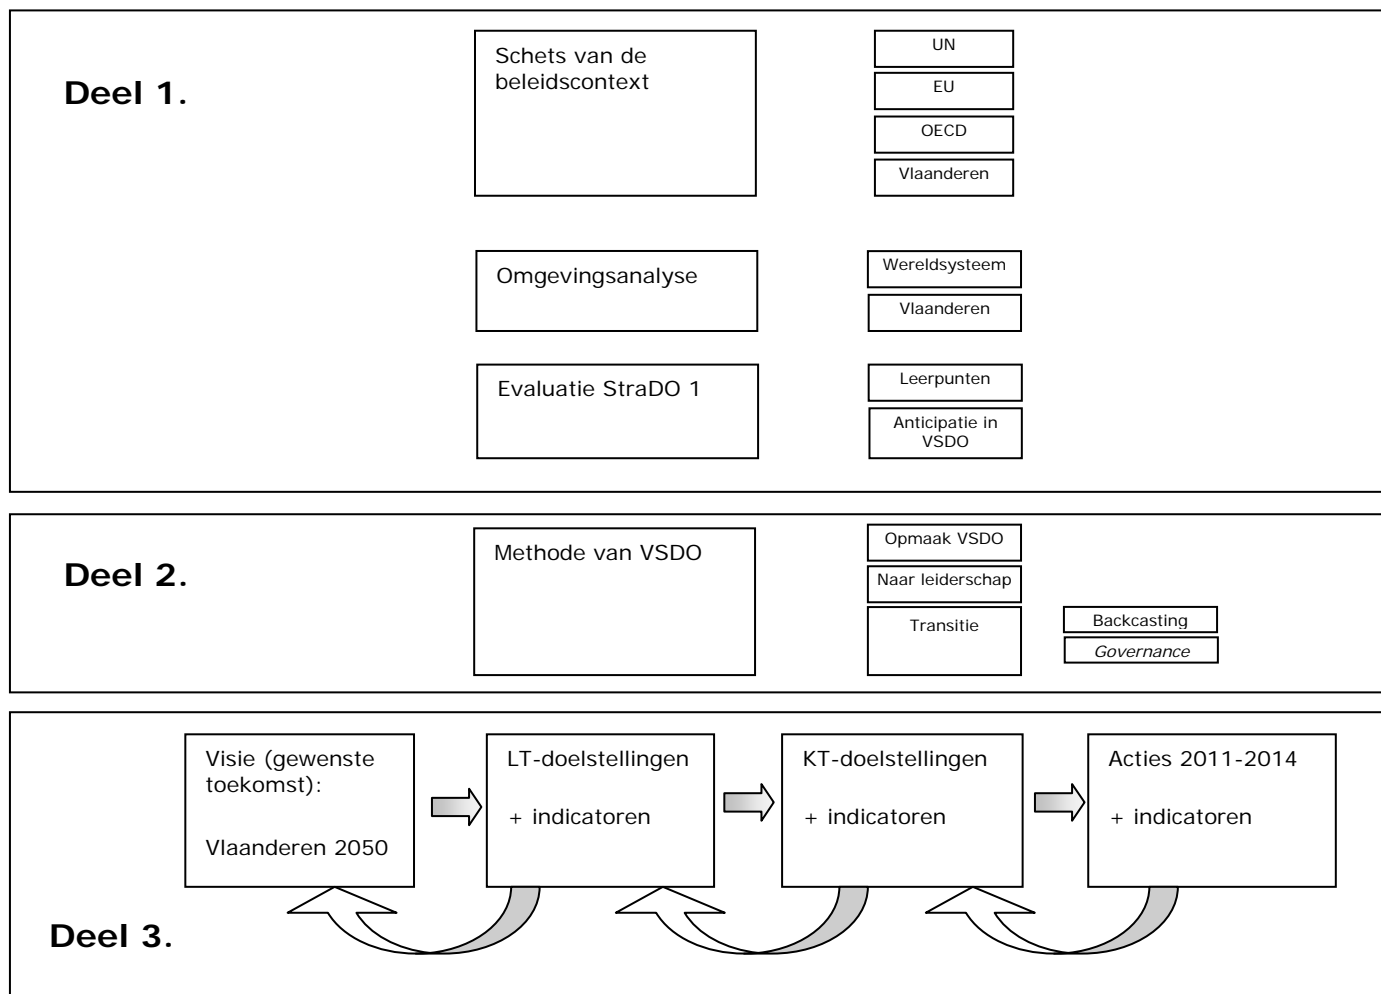 Deel 1.
Schets van de
beleidscontext
UN
EU
OECD
Vlaanderen
Omgevingsanalyse
Wereldsysteem
Vlaanderen
Evaluatie StraDO 1
Leerpunten
Anticipatie in
VSDO
Deel 2.
Methode van VSDO
Opmaak VSDO
Naar leiderschap
Transitie
Backcasting
Governance
Visie (gewenste
toekomst):
Vlaanderen 2050
LT-doelstellingen
+ indicatoren
KT-doelstellingen
+ indicatoren
Acties 2011-2014
+ indicatoren
Deel 3.